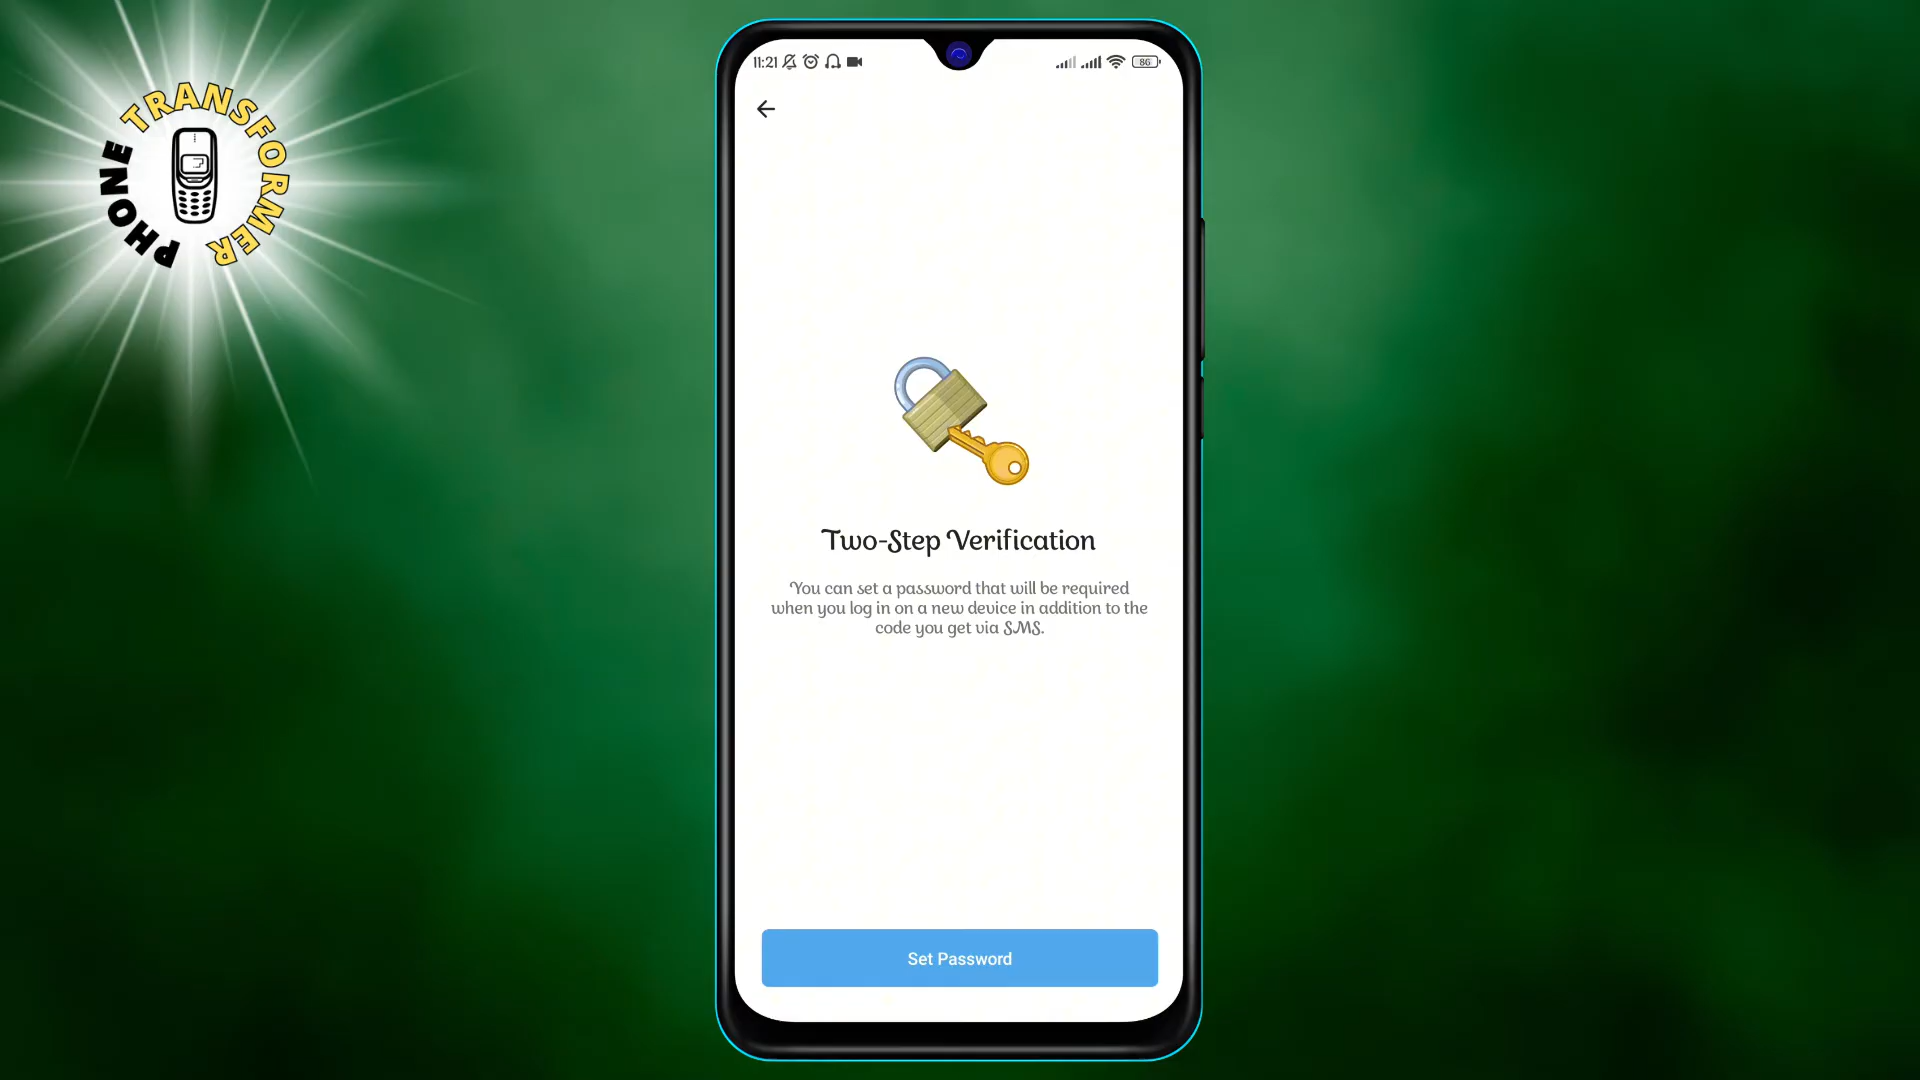 PHONE TRANSFORMER
11:21
86
Two-Step Verification
You can set a password that will be required
when you log in on a new device in addition to the
code you get via SMS.
Set Password